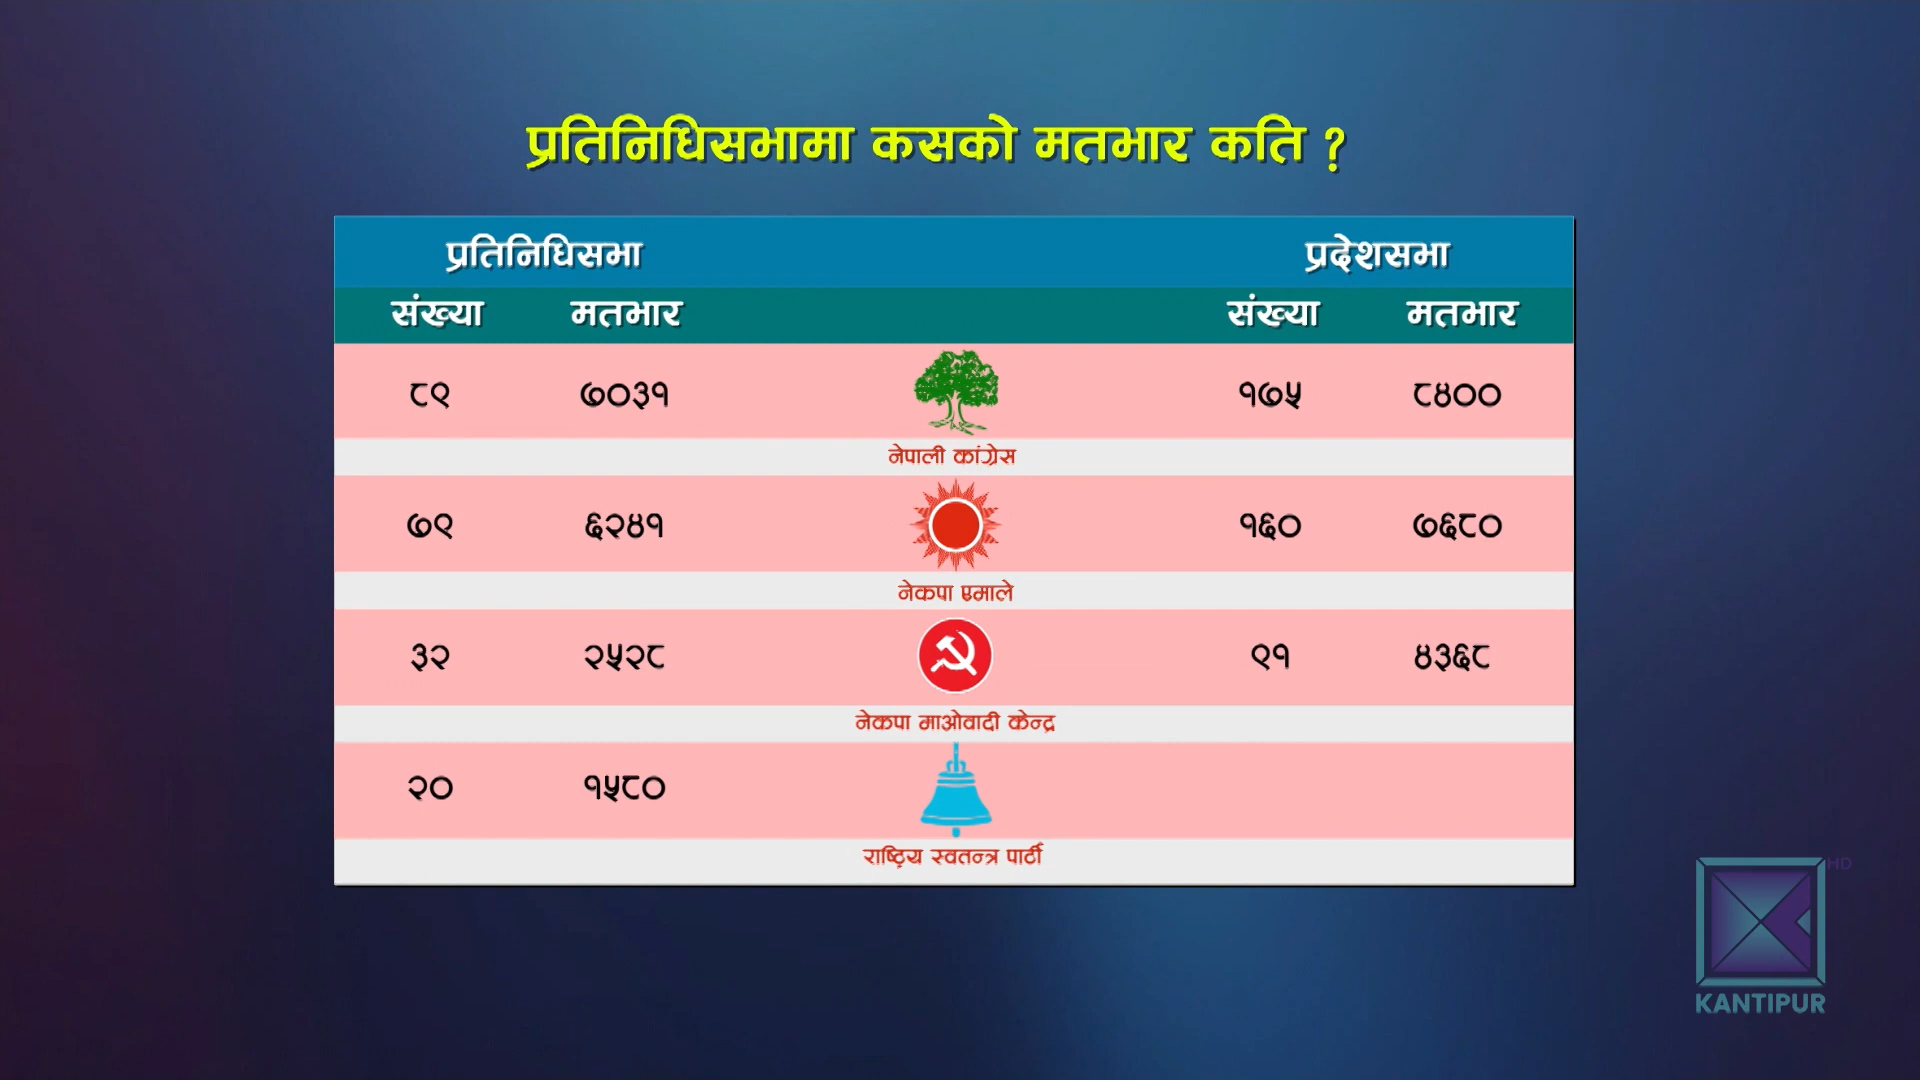 प्रतिनिधिसभामा कसको मतभार कति ?
प्रतिनिधिसभा प्रदेशसभा
संख्या मतभार संख्या मतभार
८९ ७०३१ १७५ ८४००
नेपाली कांग्रेस
७९ ६२४१ १६० ७६८०
नेकपा एमाले
३२ २५२८ ९१ ४३६८
नेकपा माओवादी केन्द्र
२० १५८०
राष्ट्रिय स्वतन्त्र पार्टी
HD
KANTIPUR